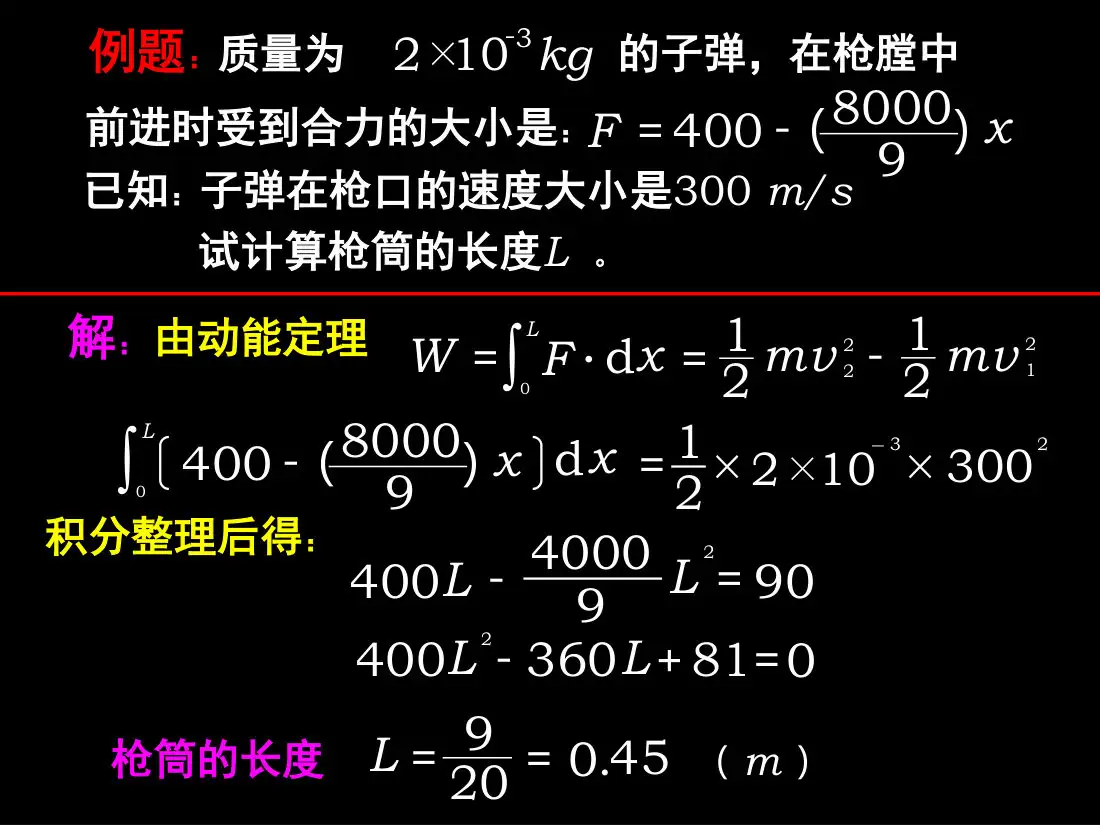 例题：质量为 2×10⁻³ kg 的子弹，在枪膛中
前进时受到合力的大小是：F = 400 - (8000/9) x
已知：子弹在枪口的速度大小是300 m/s
试计算枪筒的长度L 。
解：由动能定理 W = ∫₀ᴸ F · dx = 1/2 mv₂² - 1/2 mv₁²
∫₀ᴸ [400 - (8000/9) x] dx = 1/2 × 2 × 10⁻³ × 300²
积分整理后得：
400L - 4000/9 L² = 90
400L² - 360L + 81 = 0
枪筒的长度 L = 9/20 = 0.45 （m）